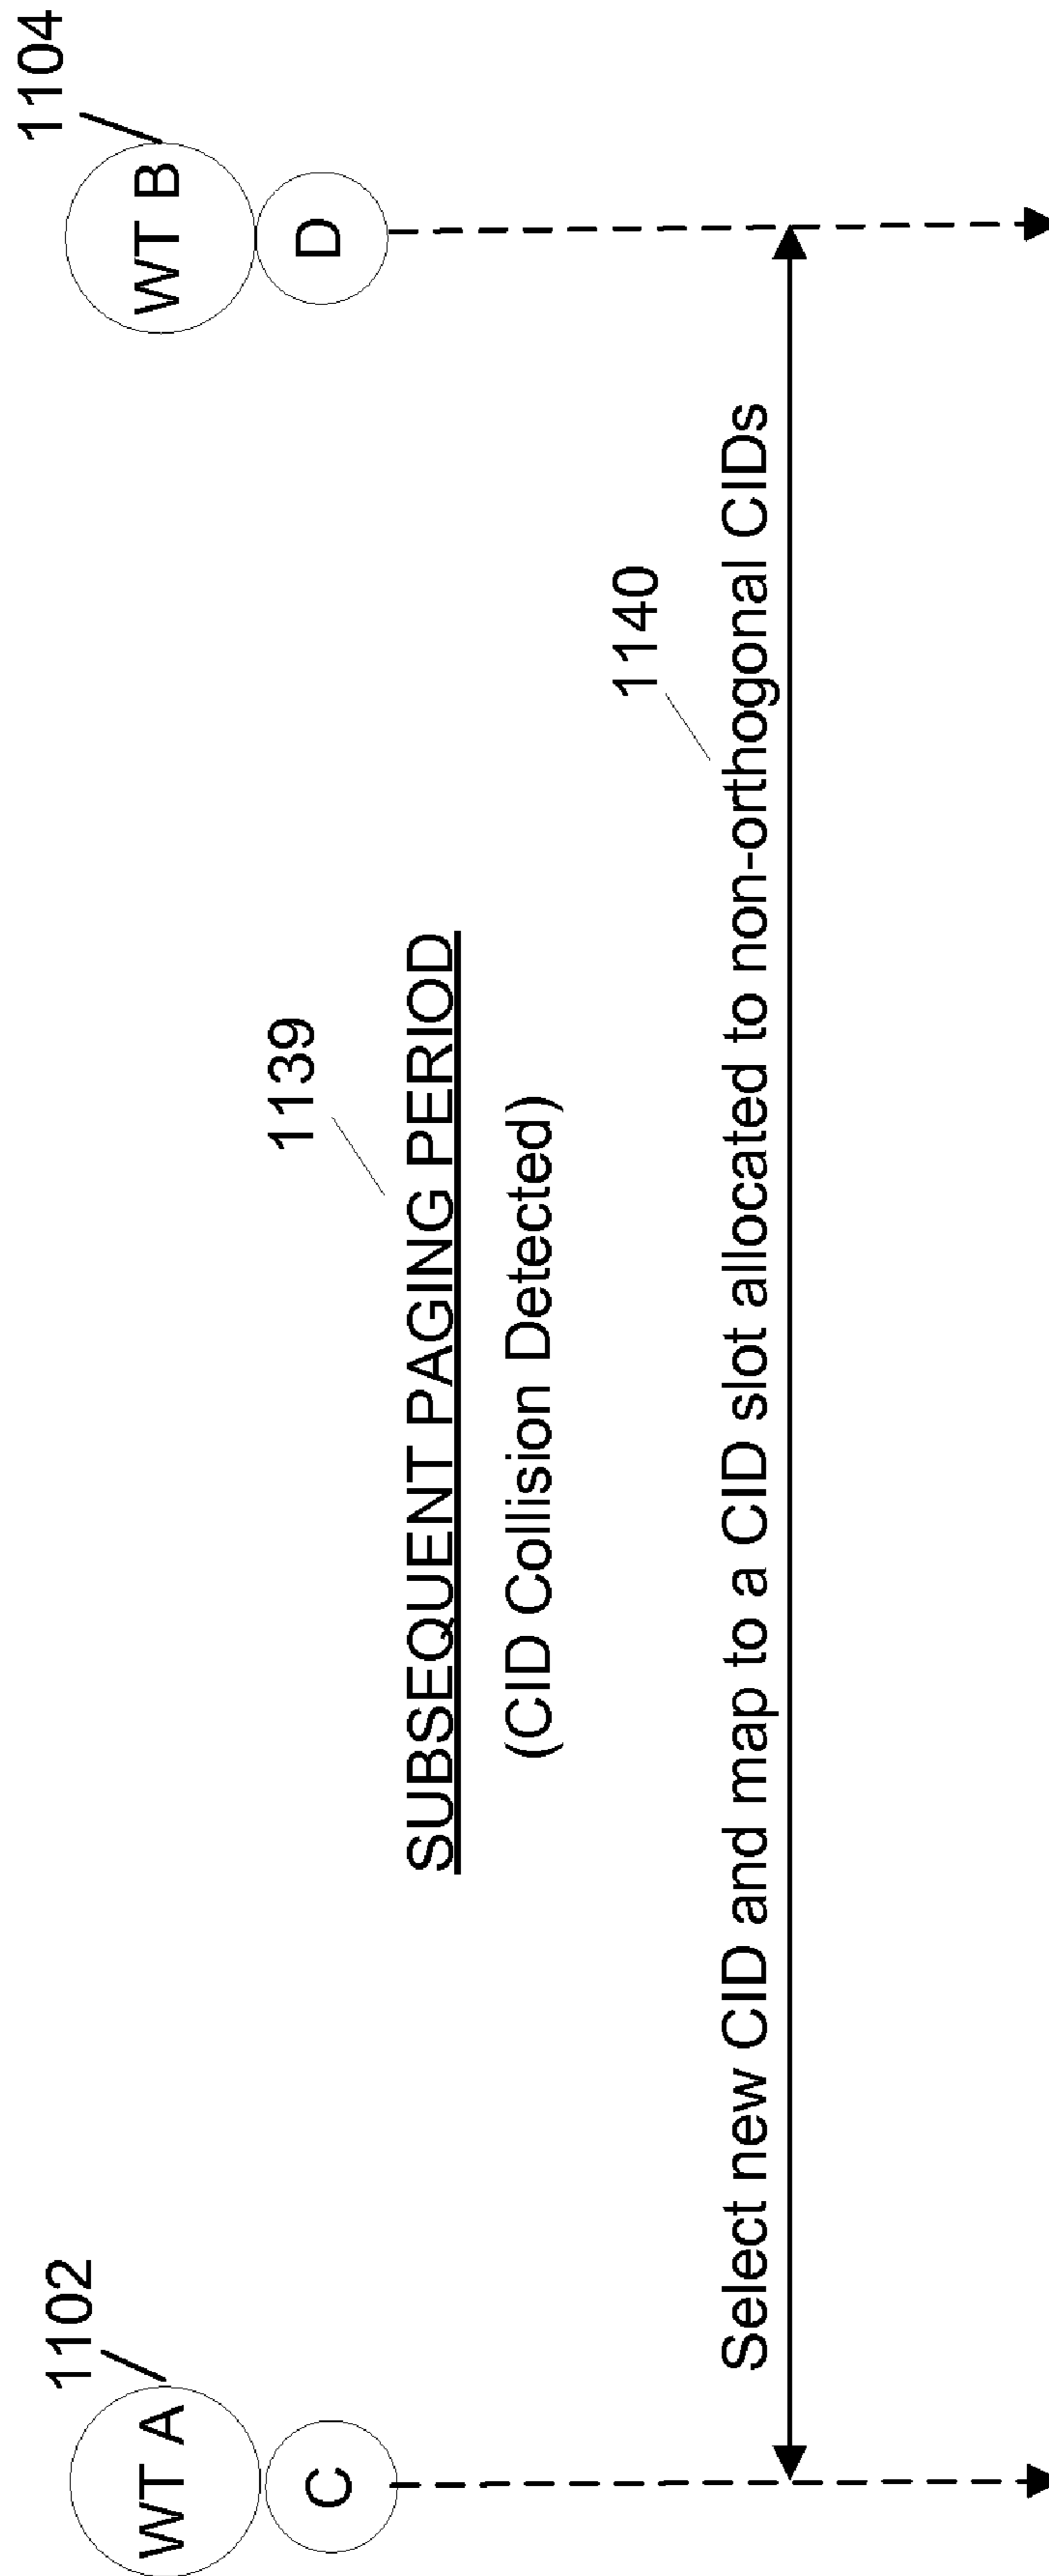 1102
1104
WT A
WT B
C
D
1139
SUBSEQUENT PAGING PERIOD
(CID Collision Detected)
1140
Select new CID and map to a CID slot allocated to non-orthogonal CIDs